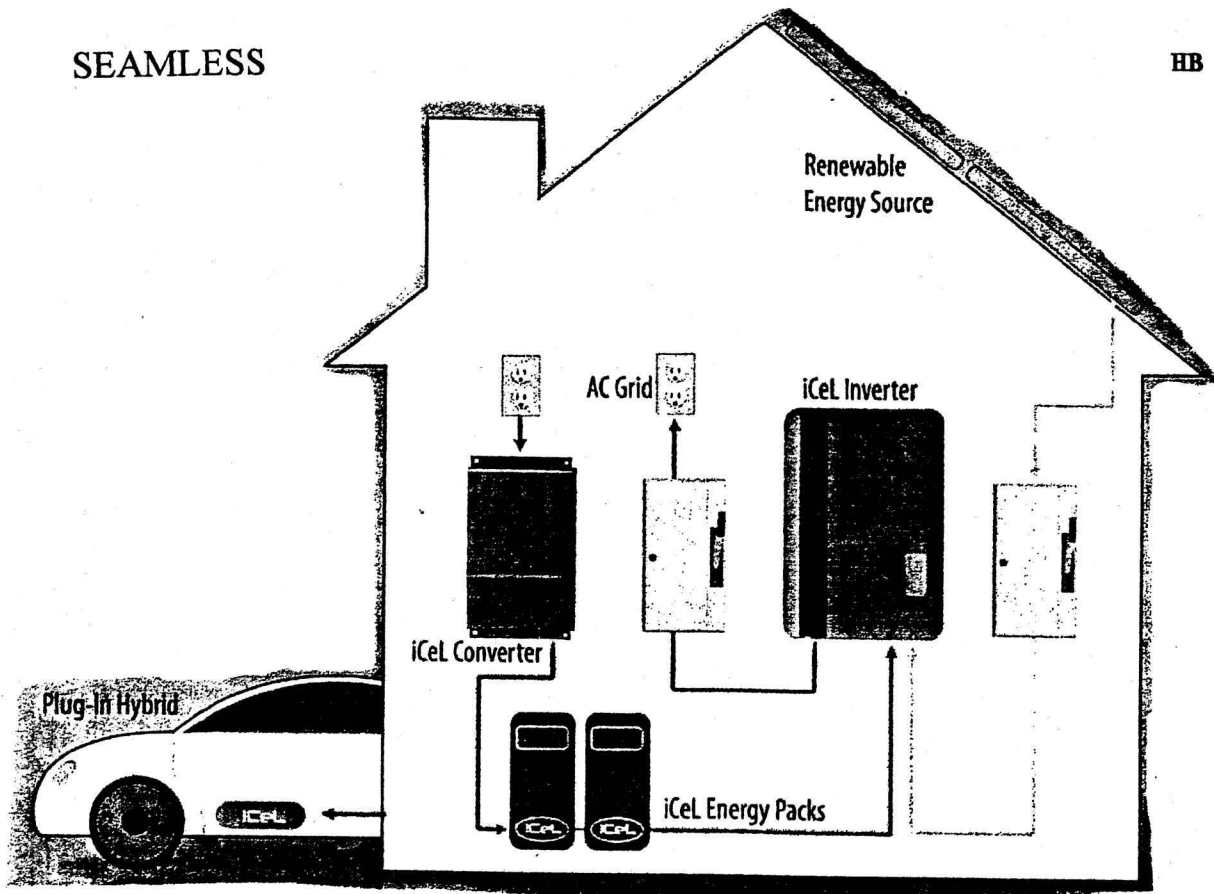 SEAMLESS
HB
Renewable
Energy Source
AC Grid
iCeL Inverter
iCeL Converter
Plug-In Hybrid
iCeL
iCeL
iCeL
iCeL Energy Packs